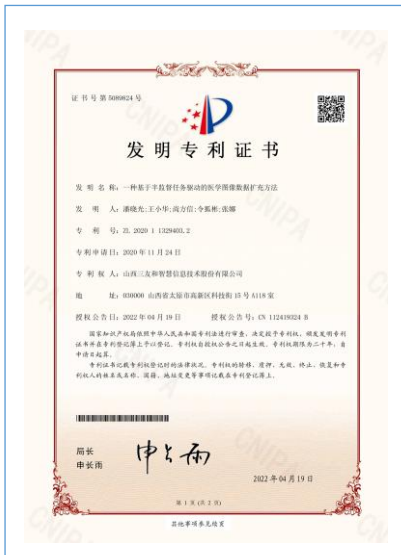 证书号第5089824号
发明专利证书
发明名称：一种基于半监督任务驱动的医学图像数据扩充方法
发明人：潘晓光;王小华;尚方信;令狐彬;张娜
专利号：ZL 2020 1 1329403.2
专利申请日：2020年11月24日
专利权人：山西三友和智慧信息技术股份有限公司
地址：030000 山西省太原市高新区科技街15号A118室
授权公告日：2022年04月19日 授权公告号：CN 112419324 B
国家知识产权局依照中华人民共和国专利法进行审查，决定授予专利权，颁发发明专利
证书并在专利登记簿上予以登记。专利权自授权公告之日起生效。专利权期限为二十年，自
申请日起算。
专利证书记载专利权登记时的法律状况。专利权的转移、质押、无效、终止、恢复和专
利权人的姓名或名称、国籍、地址变更等事项记载在专利登记簿上。
局长
申长雨
申长雨
2022年04月19日
第 1 页 (共 2 页)
其他事项参见续页
CNIPA